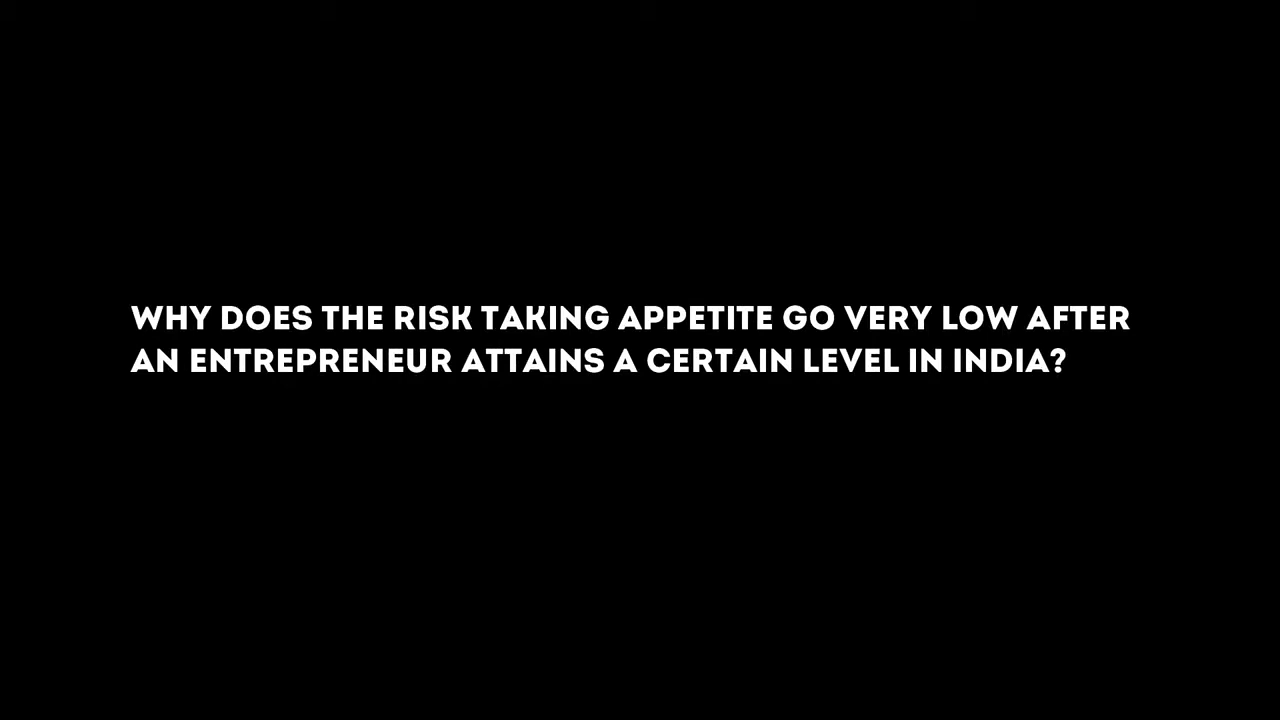 WHY DOES THE RISK TAKING APPETITE GO VERY LOW AFTER
AN ENTREPRENEUR ATTAINS A CERTAIN LEVEL IN INDIA?